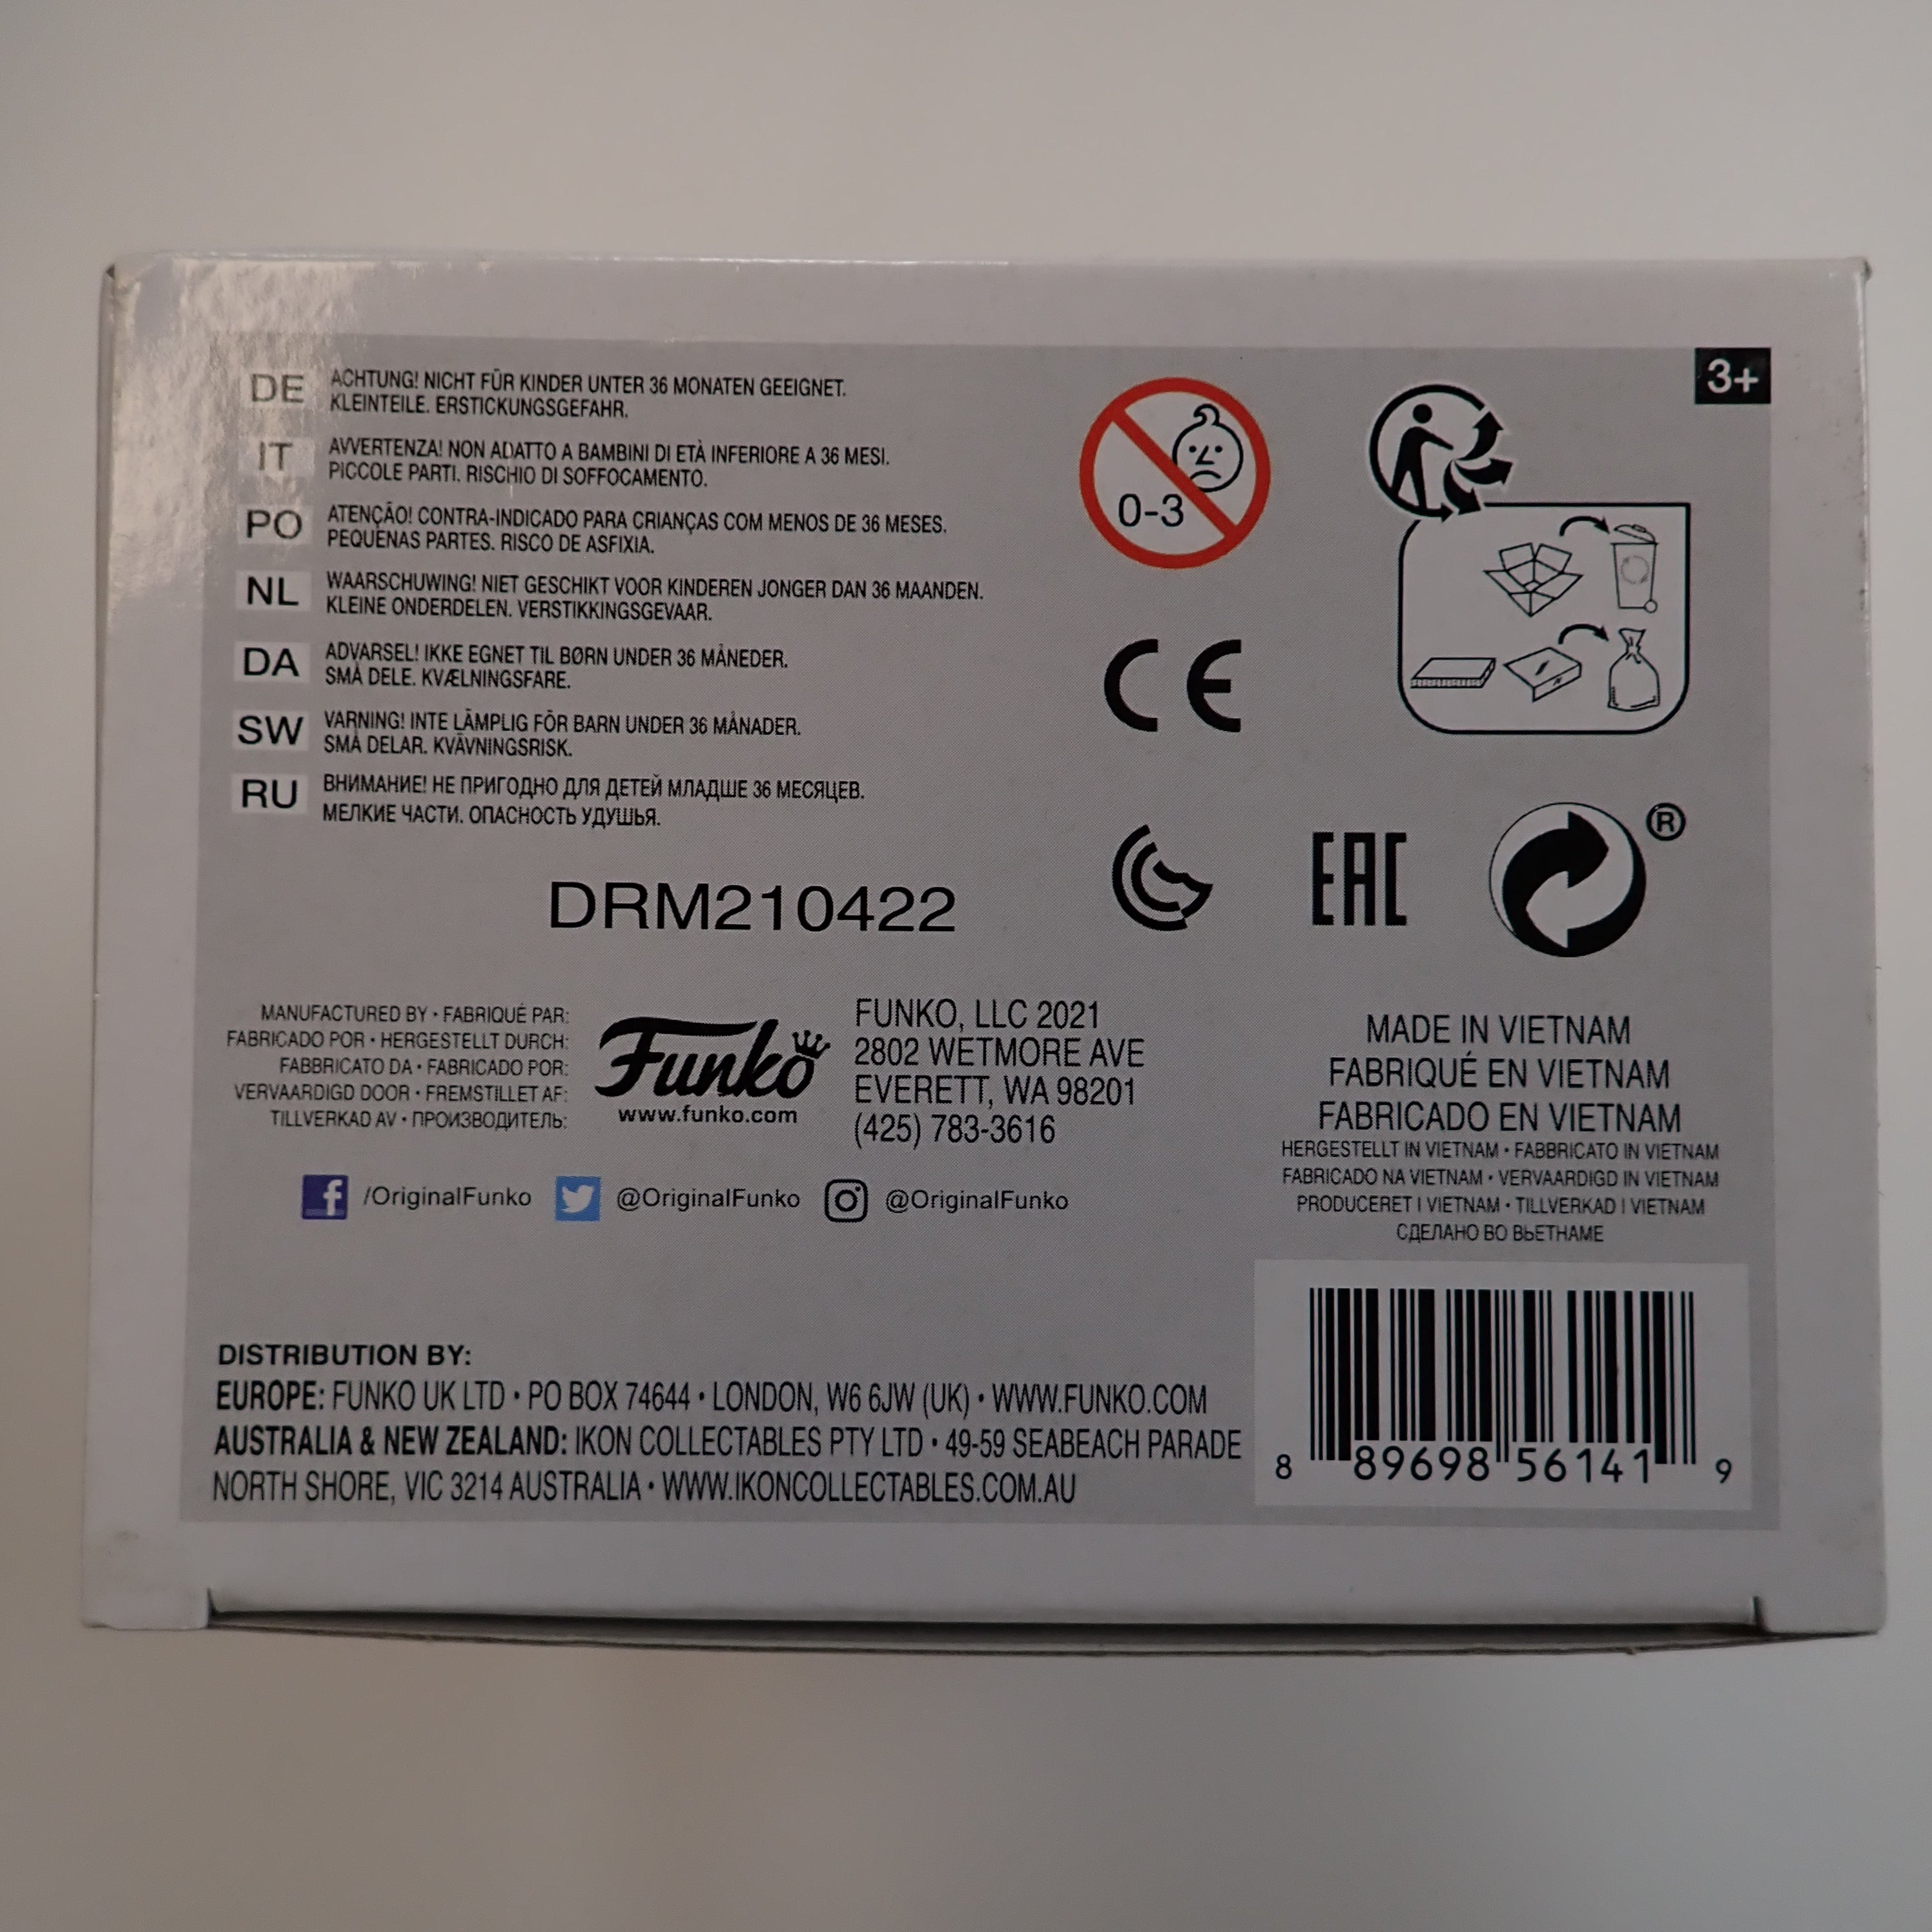 3+
DE ACHTUNG! NICHT FÜR KINDER UNTER 36 MONATEN GEEIGNET.
KLEINTEILE. ERSTICKUNGSGEFAHR.
IT AVVERTENZA! NON ADATTO A BAMBINI DI ETÀ INFERIORE A 36 MESI.
PICCOLE PARTI. RISCHIO DI SOFFOCAMENTO.
PO ATENÇÃO! CONTRA-INDICADO PARA CRIANÇAS COM MENOS DE 36 MESES.
PEQUENAS PARTES. RISCO DE ASFIXIA.
NL WAARSCHUWING! NIET GESCHIKT VOOR KINDEREN JONGER DAN 36 MAANDEN.
KLEINE ONDERDELEN. VERSTIKKINGSGEVAAR.
DA ADVARSEL! IKKE EGNET TIL BØRN UNDER 36 MÅNEDER.
SMÅ DELE. KVÆLNINGSFARE.
SW VARNING! INTE LÄMPLIG FÖR BARN UNDER 36 MÅNADER.
SMÅ DELAR. KVÄVNINGSRISK.
RU ВНИМАНИЕ! НЕ ПРИГОДНО ДЛЯ ДЕТЕЙ МЛАДШЕ 36 МЕСЯЦЕВ.
МЕЛКИЕ ЧАСТИ. ОПАСНОСТЬ УДУШЬЯ.
0-3
CE
EAC
®
DRM210422
MANUFACTURED BY • FABRIQUÉ PAR:
FABRICADO POR • HERGESTELLT DURCH:
FABBRICATO DA • FABRICADO POR:
VERVAARDIGD DOOR • FREMSTILLET AF:
TILLVERKAD AV • ПРОИЗВОДИТЕЛЬ:
Funko
www.funko.com
FUNKO, LLC 2021
2802 WETMORE AVE
EVERETT, WA 98201
(425) 783-3616
/OriginalFunko @OriginalFunko @OriginalFunko
MADE IN VIETNAM
FABRIQUÉ EN VIETNAM
FABRICADO EN VIETNAM
HERGESTELLT IN VIETNAM • FABBRICATO IN VIETNAM
FABRICADO NA VIETNAM • VERVAARDIGD IN VIETNAM
PRODUCERET I VIETNAM • TILLVERKAD I VIETNAM
СДЕЛАНО ВО ВЬЕТНАМЕ
DISTRIBUTION BY:
EUROPE: FUNKO UK LTD • PO BOX 74644 • LONDON, W6 6JW (UK) • WWW.FUNKO.COM
AUSTRALIA & NEW ZEALAND: IKON COLLECTABLES PTY LTD • 49-59 SEABEACH PARADE
NORTH SHORE, VIC 3214 AUSTRALIA • WWW.IKONCOLLECTABLES.COM.AU
8 89698 56141 9